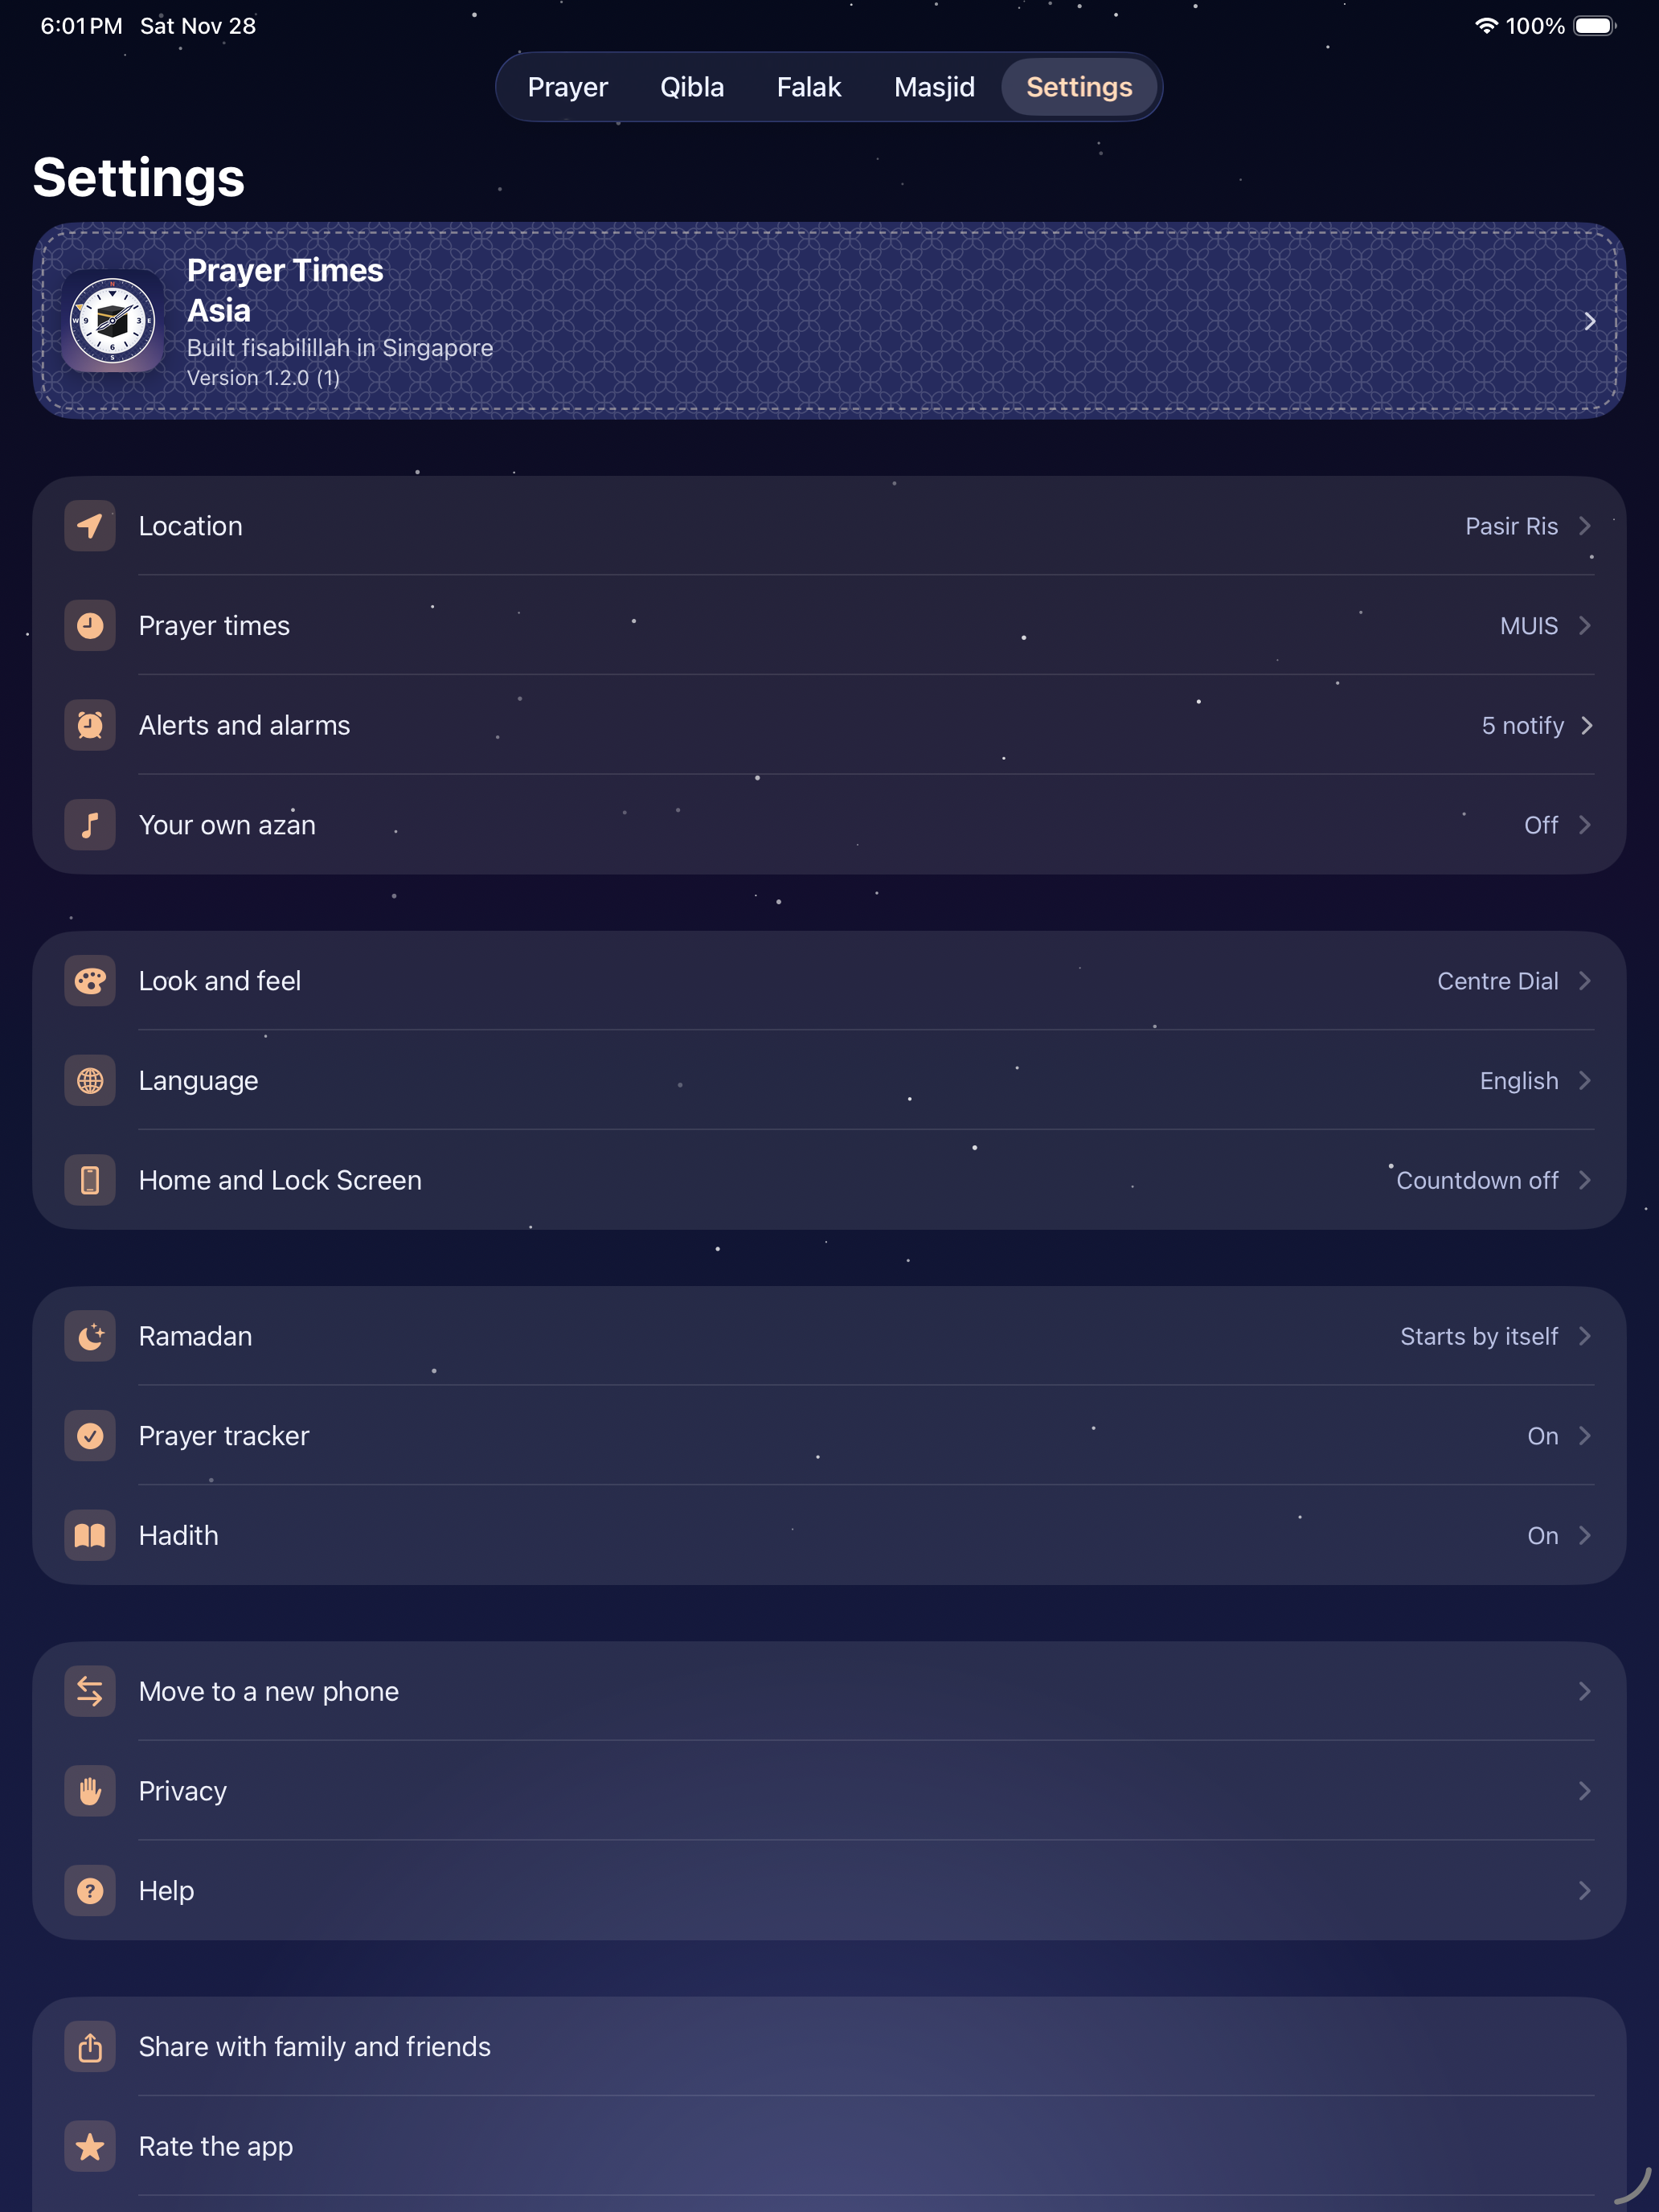 6:01 PM Sat Nov 28
100%
Prayer Qibla Falak Masjid Settings
Settings
Prayer Times
Asia
Built fisabilillah in Singapore
Version 1.2.0 (1)
Location Pasir Ris
Prayer times MUIS
Alerts and alarms 5 notify
Your own azan Off
Look and feel Centre Dial
Language English
Home and Lock Screen Countdown off
Ramadan Starts by itself
Prayer tracker On
Hadith On
Move to a new phone
Privacy
Help
Share with family and friends
Rate the app